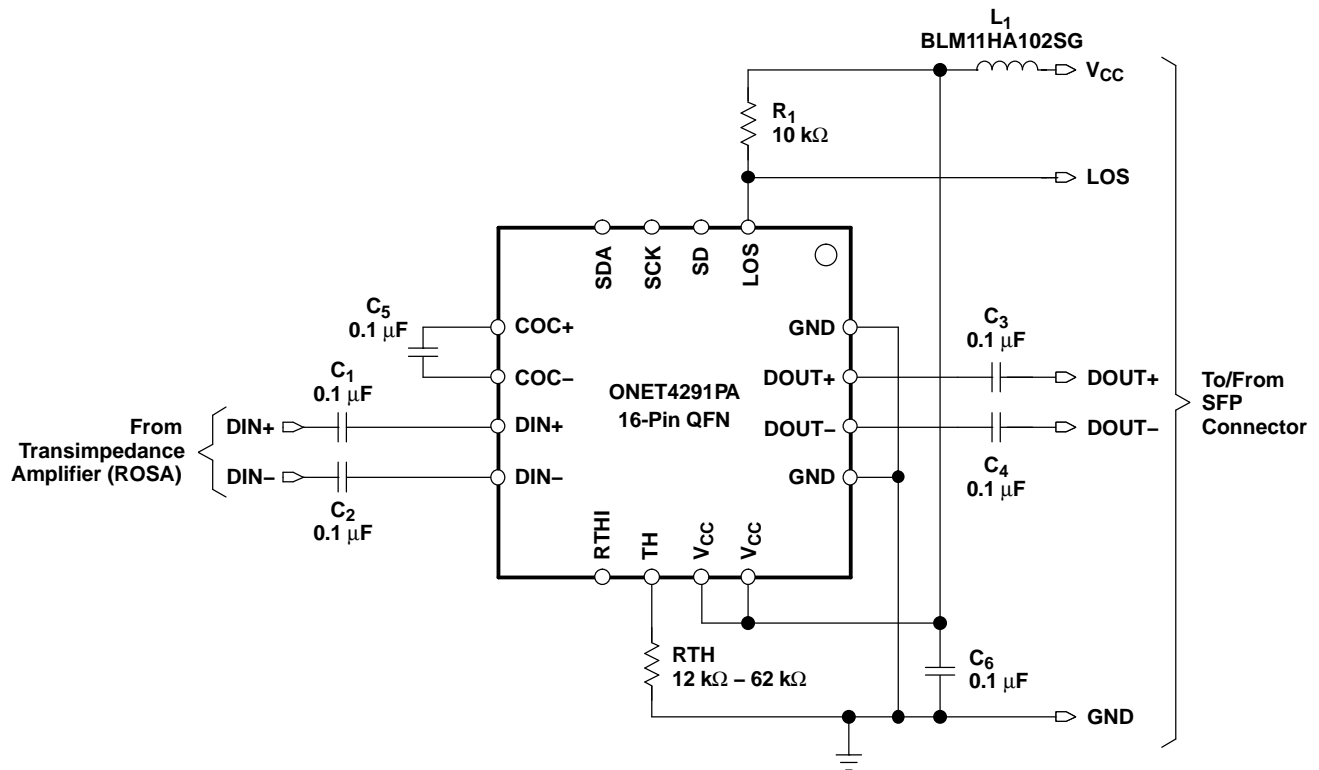 L1
BLM11HA102SG
VCC
R1
10 kΩ
LOS
SDA
SCK
SD
LOS
C5
0.1 μF
COC+
GND
C3
0.1 μF
C1
0.1 μF
COC–
ONET4291PA
16-Pin QFN
DOUT+
DOUT+
From
Transimpedance
Amplifier (ROSA)
DIN+
DIN+
DOUT–
DOUT–
To/From
SFP
Connector
DIN–
DIN–
GND
C4
0.1 μF
C2
0.1 μF
RTHI
TH
VCC
VCC
RTH
12 kΩ – 62 kΩ
C6
0.1 μF
GND